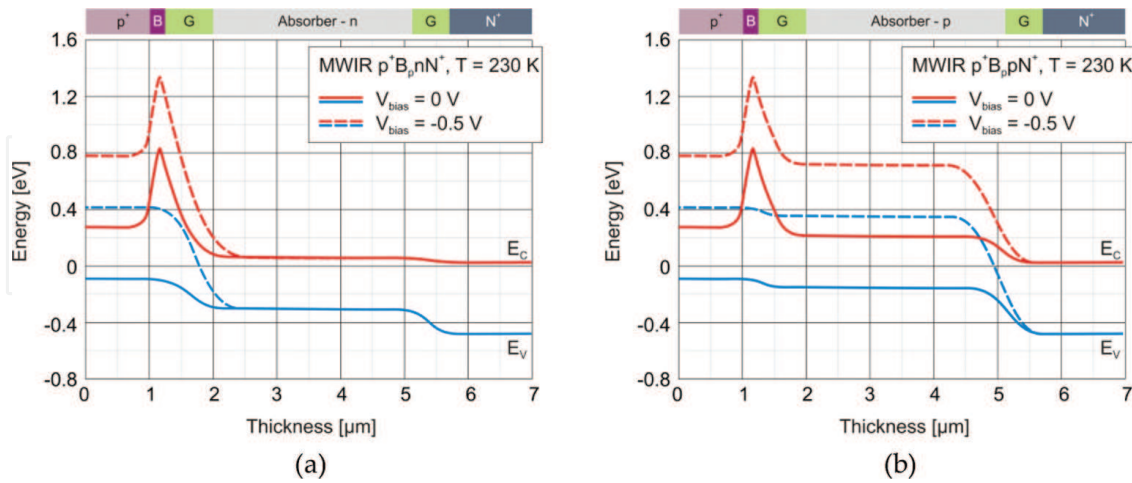 p+ B G Absorber - n G N+
1.6
1.2
0.8
0.4
0
-0.4
-0.8
Energy [eV]
MWIR p+BpnN+, T = 230 K
Vbias = 0 V
Vbias = -0.5 V
EC
EV
0 1 2 3 4 5 6 7
Thickness [µm]
(a)
p+ B G Absorber - p G N+
1.6
1.2
0.8
0.4
0
-0.4
-0.8
Energy [eV]
MWIR p+BppN+, T = 230 K
Vbias = 0 V
Vbias = -0.5 V
EC
EV
0 1 2 3 4 5 6 7
Thickness [µm]
(b)